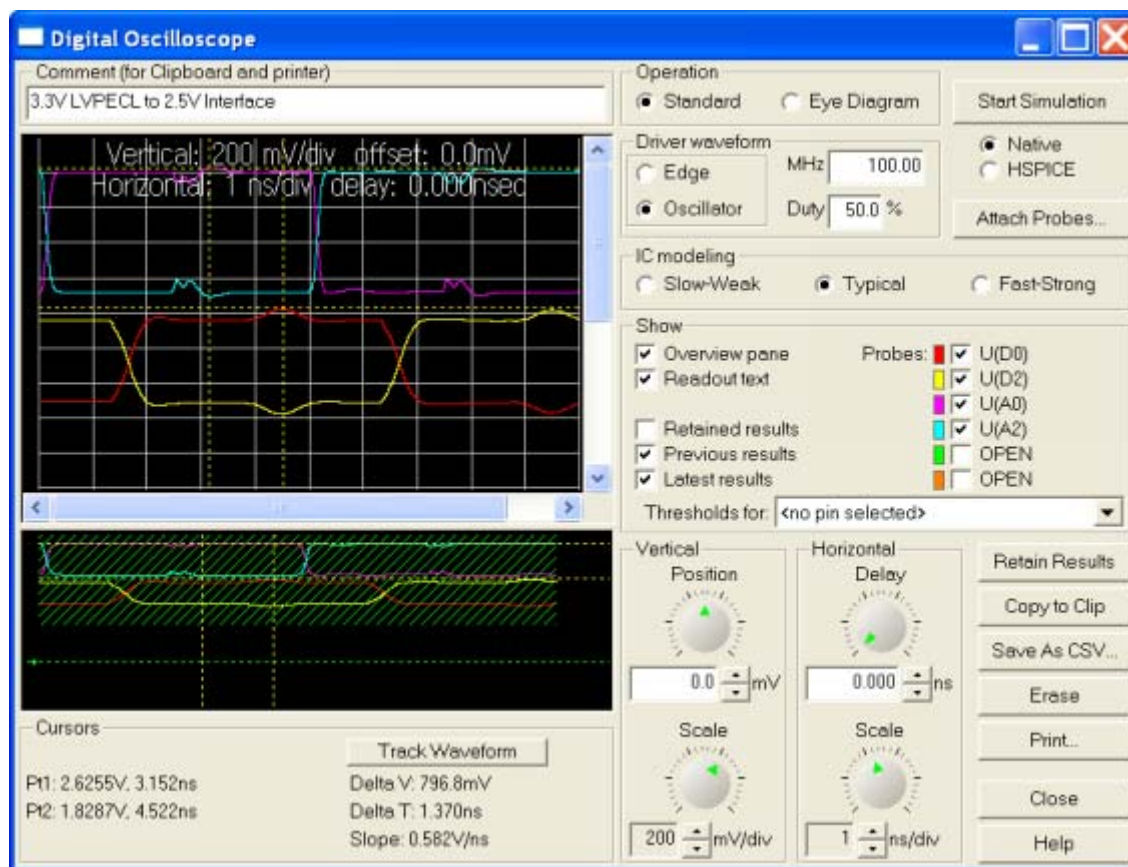 Digital Oscilloscope
Comment (for Clipboard and printer)
3.3V LVPECL to 2.5V Interface
Vertical: 200 mV/div offset: 0.0mV
Horizontal: 1 ns/div delay: 0.000nsec
Operation
Standard
Eye Diagram
Start Simulation
Driver waveform
Edge
Oscillator
MHz 100.00
Duty 50.0 %
Native
HSPICE
Attach Probes...
IC modeling
Slow-Weak
Typical
Fast-Strong
Show
Overview pane
Readout text
Retained results
Previous results
Latest results
Probes:
U(D0)
U(D2)
U(A0)
U(A2)
OPEN
OPEN
Thresholds for: <no pin selected>
Vertical
Position
0.0 mV
Scale
200 mV/div
Horizontal
Delay
0.000 ns
Scale
1 ns/div
Retain Results
Copy to Clip
Save As CSV...
Erase
Print...
Close
Help
Cursors
Track Waveform
Pt1: 2.6255V, 3.152ns
Pt2: 1.8287V, 4.522ns
Delta V: 796.8mV
Delta T: 1.370ns
Slope: 0.582V/ns